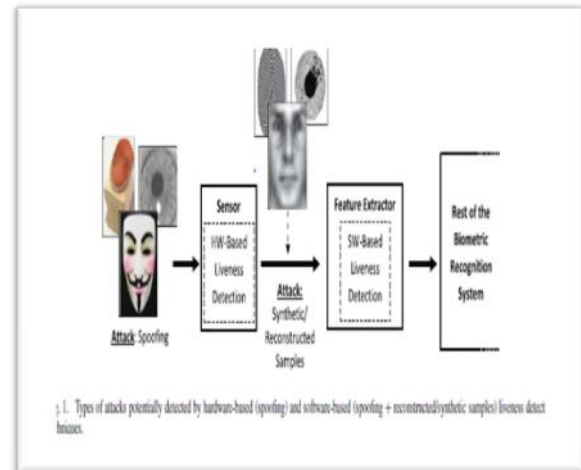 Sensor
HW-Based
Liveness
Detection
Attack: Spoofing
Attack:
Synthetic/
Reconstructed
Samples
Feature Extractor
SW-Based
Liveness
Detection
Rest of the
Biometric
Recognition
System
g. 1. Types of attacks potentially detected by hardware-based (spoofing) and software-based (spoofing + reconstructed/synthetic samples) liveness detect
hniques.